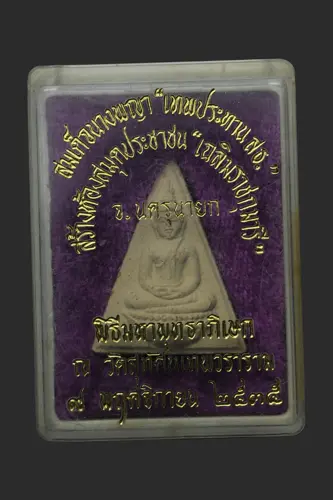 สมเด็จนางพญา "เทพประทาน สธ."
สร้างห้องสมุดประชาชน "เฉลิมราชกุมารี"
จ.นครนายก
พิธีมหาพุทธาภิเษก
ณ วัดสุทัศน์เทพวราราม
๗ พฤศจิกายน ๒๕๓๕